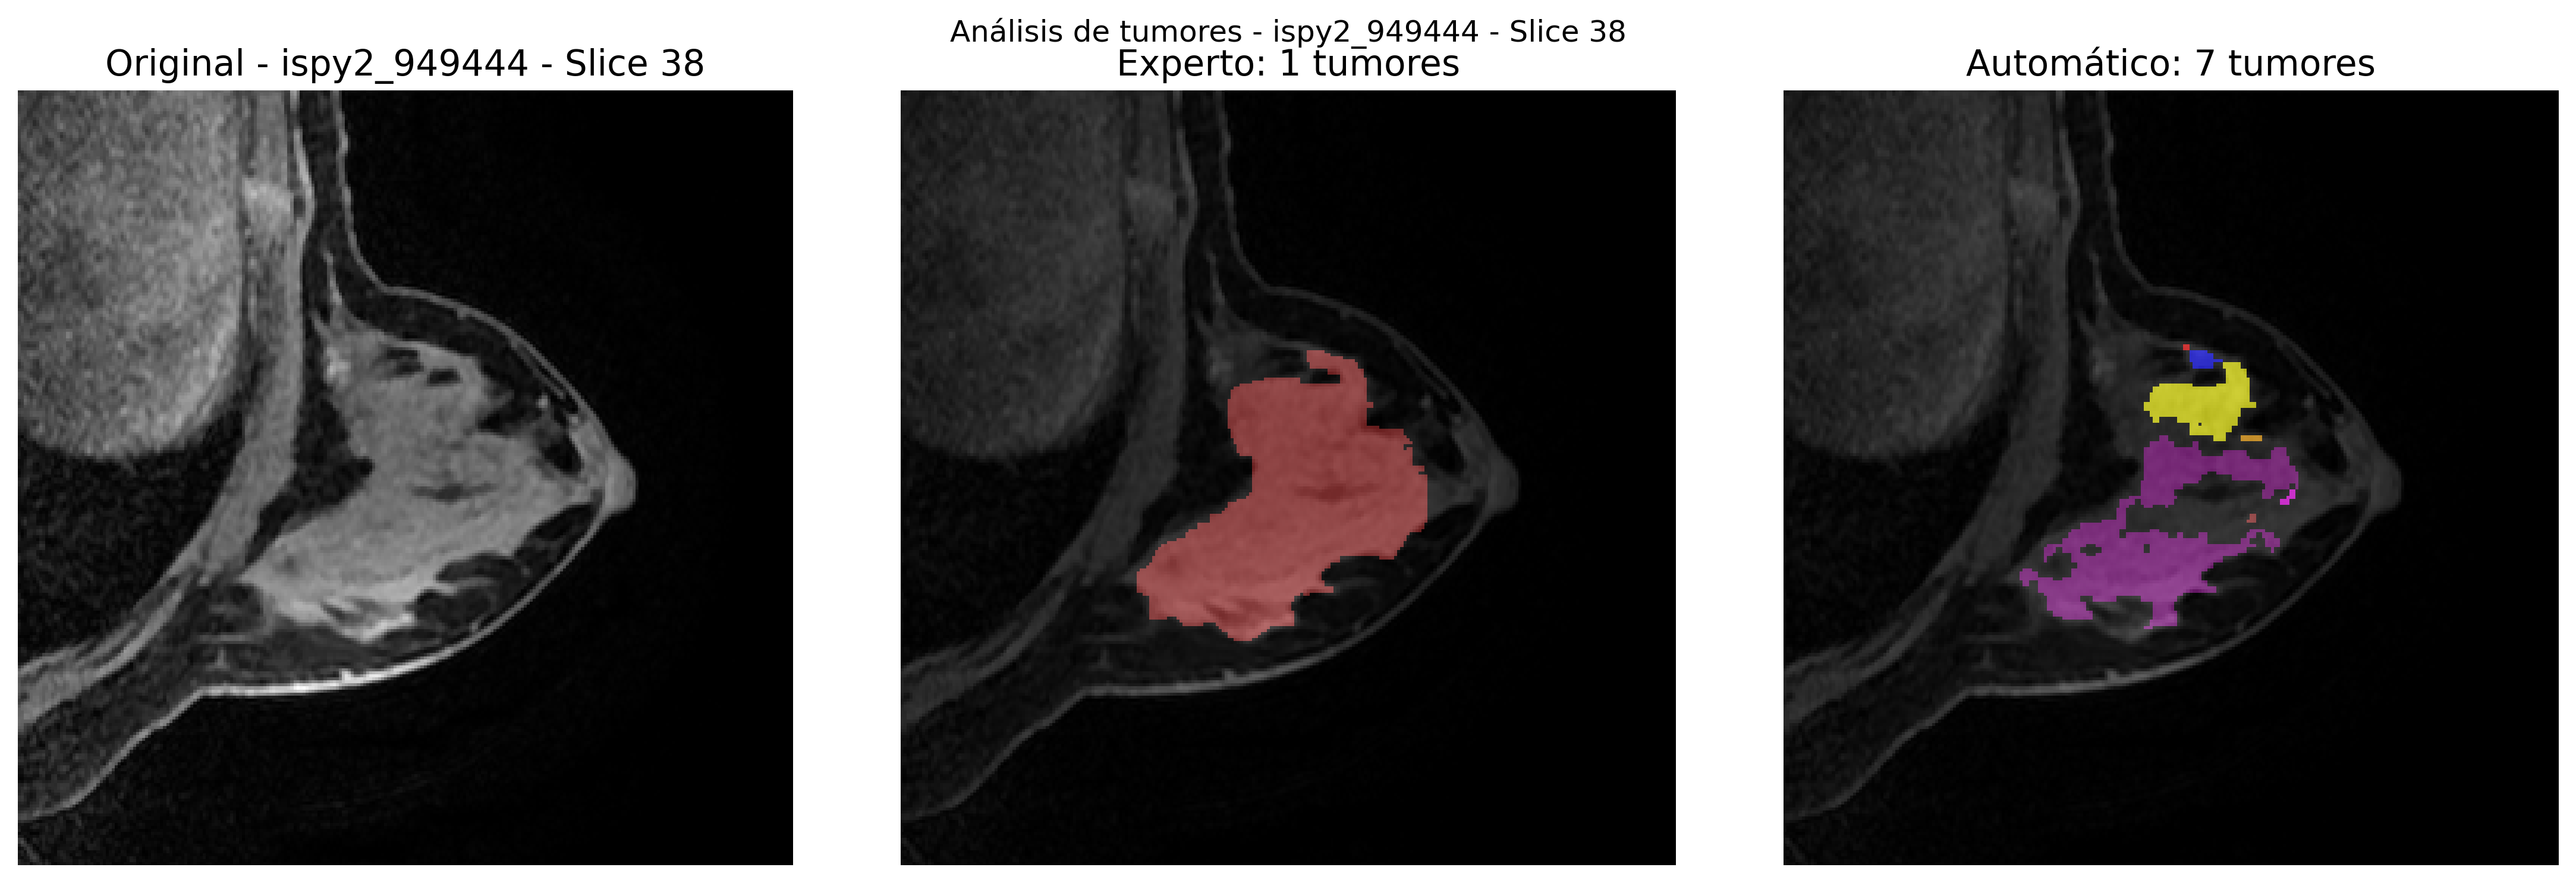 Análisis de tumores - ispy2_949444 - Slice 38
Original - ispy2_949444 - Slice 38
Experto: 1 tumores
Automático: 7 tumores